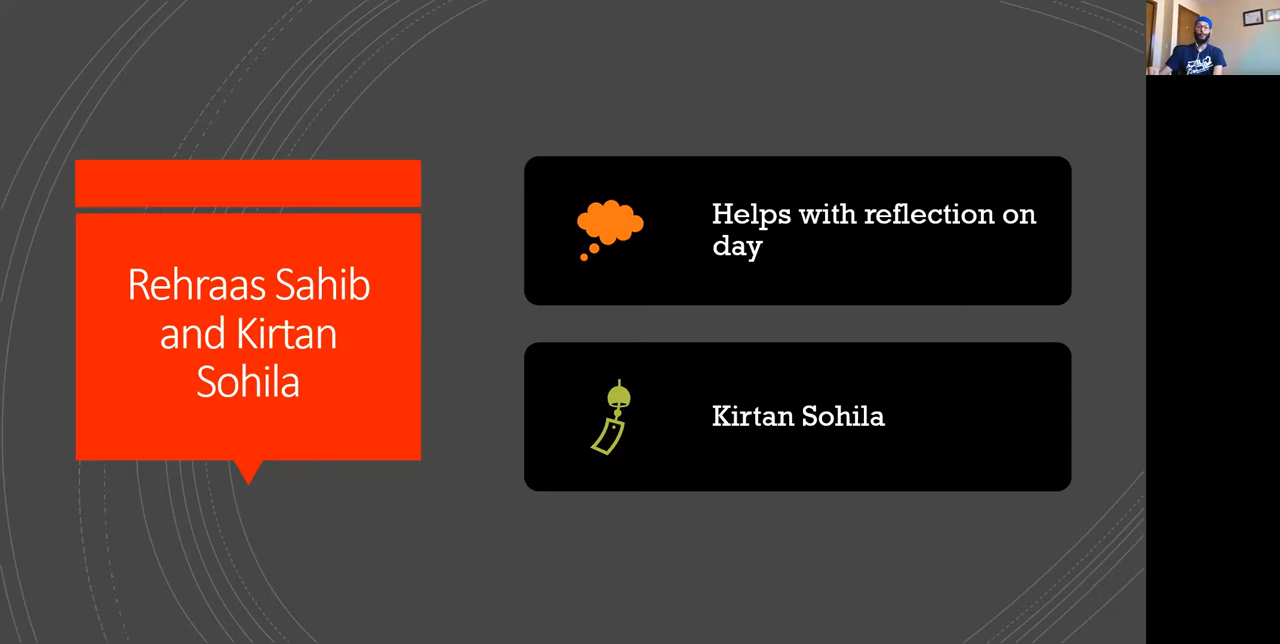 Rehraas Sahib
and Kirtan
Sohila
Helps with reflection on
day
Kirtan Sohila